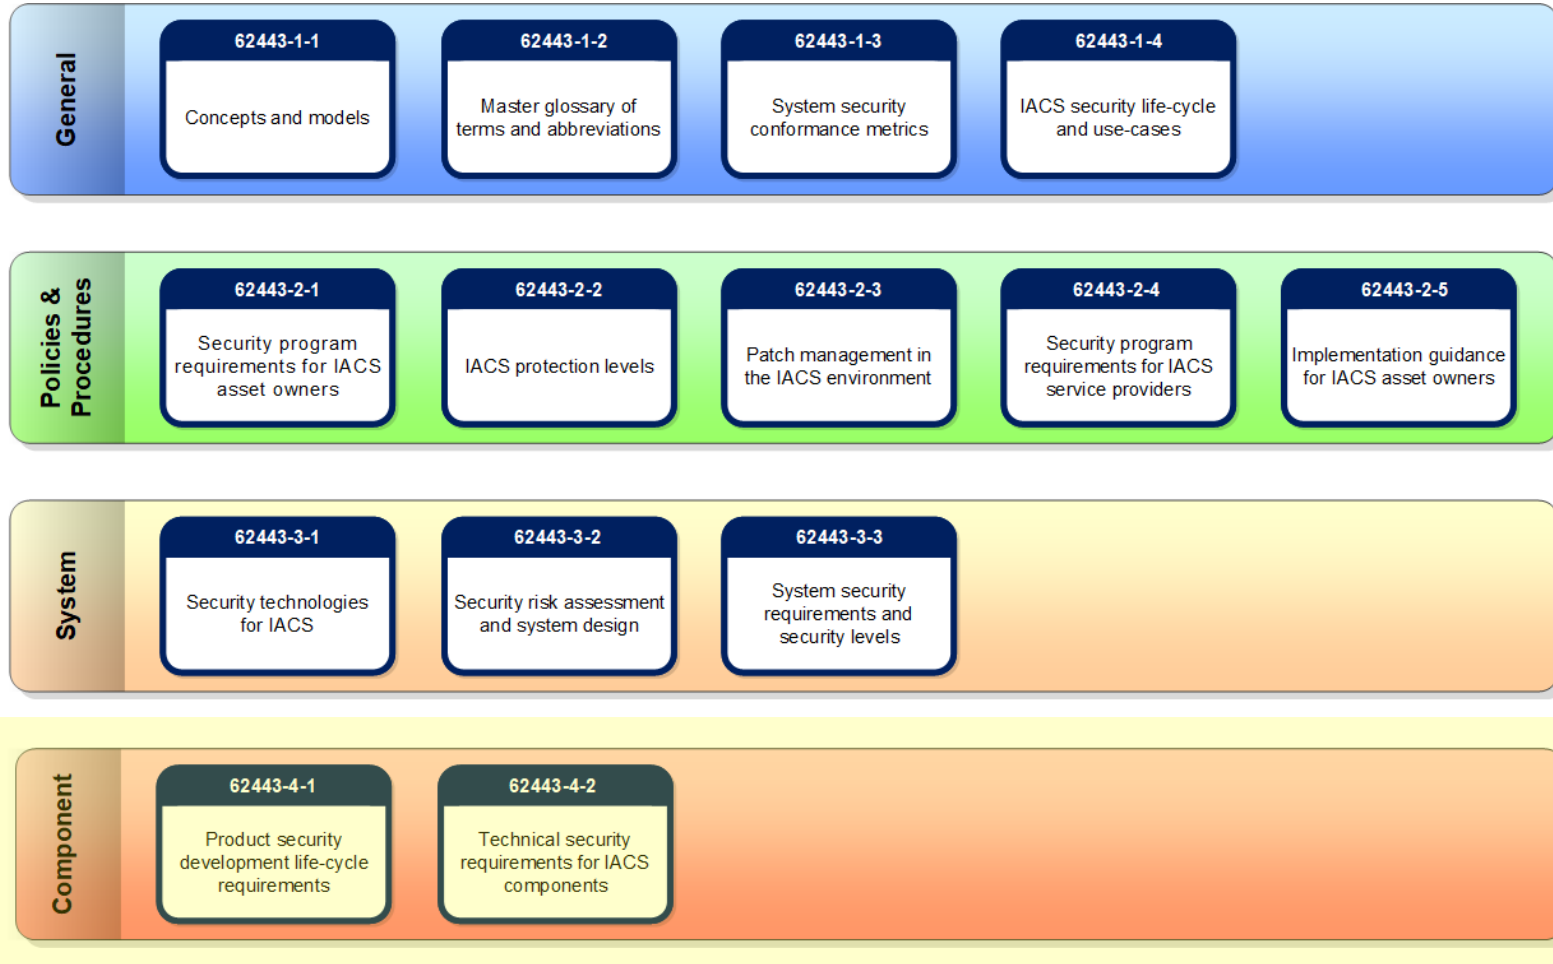 General
62443-1-1
Concepts and models
62443-1-2
Master glossary of
terms and abbreviations
62443-1-3
System security
conformance metrics
62443-1-4
IACS security life-cycle
and use-cases
Policies &
Procedures
62443-2-1
Security program
requirements for IACS
asset owners
62443-2-2
IACS protection levels
62443-2-3
Patch management in
the IACS environment
62443-2-4
Security program
requirements for IACS
service providers
62443-2-5
Implementation guidance
for IACS asset owners
System
62443-3-1
Security technologies
for IACS
62443-3-2
Security risk assessment
and system design
62443-3-3
System security
requirements and
security levels
Component
62443-4-1
Product security
development life-cycle
requirements
62443-4-2
Technical security
requirements for IACS
components